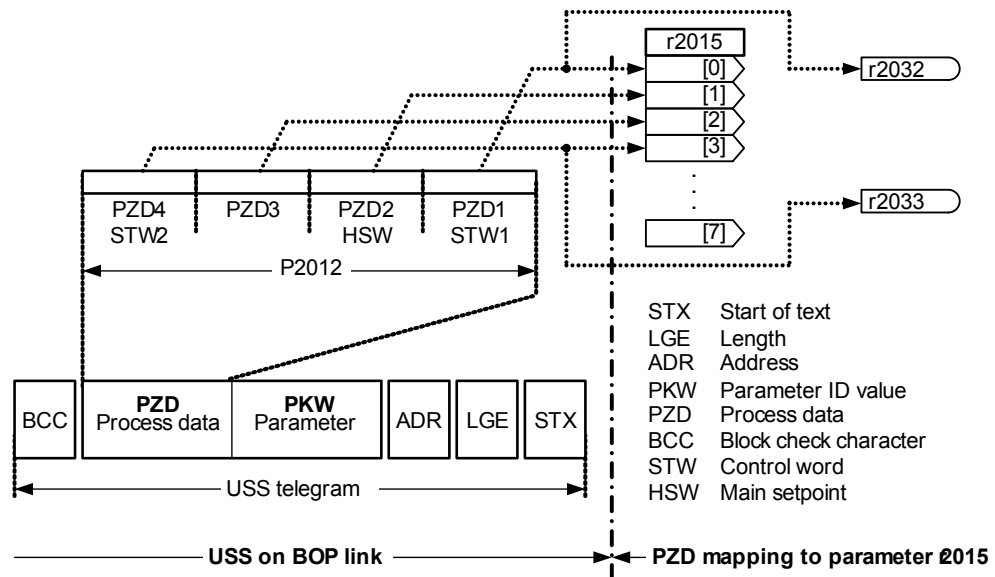 r2015
[0]
r2032
[1]
[2]
[3]
PZD4 PZD3 PZD2 PZD1
STW2 HSW STW1
r2033
[7]
P2012
STX Start of text
LGE Length
ADR Address
PKW Parameter ID value
PZD Process data
BCC Block check character
STW Control word
HSW Main setpoint
BCC PZD Process data PKW Parameter ADR LGE STX
USS telegram
USS on BOP link PZD mapping to parameter r2015